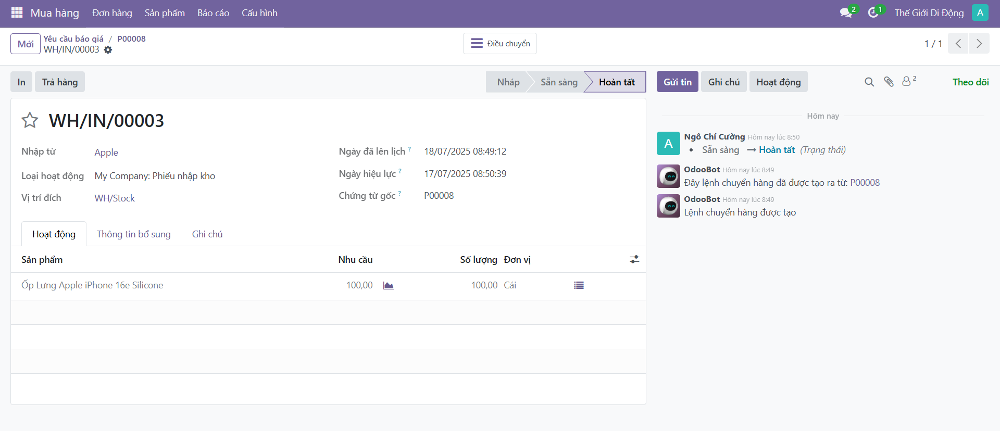 Mua hàng Đơn hàng Sản phẩm Báo cáo Cấu hình 2 1 Thế Giới Di Động A
Mới Yêu cầu báo giá / P00008
WH/IN/00003
Điều chuyển
1 / 1
In Trả hàng Nháp Sẵn sàng Hoàn tất
Gửi tin Ghi chú Hoạt động 2 Theo dõi
WH/IN/00003
Nhập từ Apple
Loại hoạt động My Company: Phiếu nhập kho
Vị trí đích WH/Stock
Ngày đã lên lịch ? 18/07/2025 08:49:12
Ngày hiệu lực ? 17/07/2025 08:50:39
Chứng từ gốc ? P00008
Hoạt động Thông tin bổ sung Ghi chú
Sản phẩm Nhu cầu Số lượng Đơn vị
Ốp Lưng Apple iPhone 16e Silicone 100,00 100,00 Cái
Hôm nay
A
Ngô Chí Cường Hôm nay lúc 8:50
• Sẵn sàng → Hoàn tất (Trạng thái)
OdooBot Hôm nay lúc 8:49
Đây lệnh chuyển hàng đã được tạo ra từ: P00008
OdooBot Hôm nay lúc 8:49
Lệnh chuyển hàng được tạo